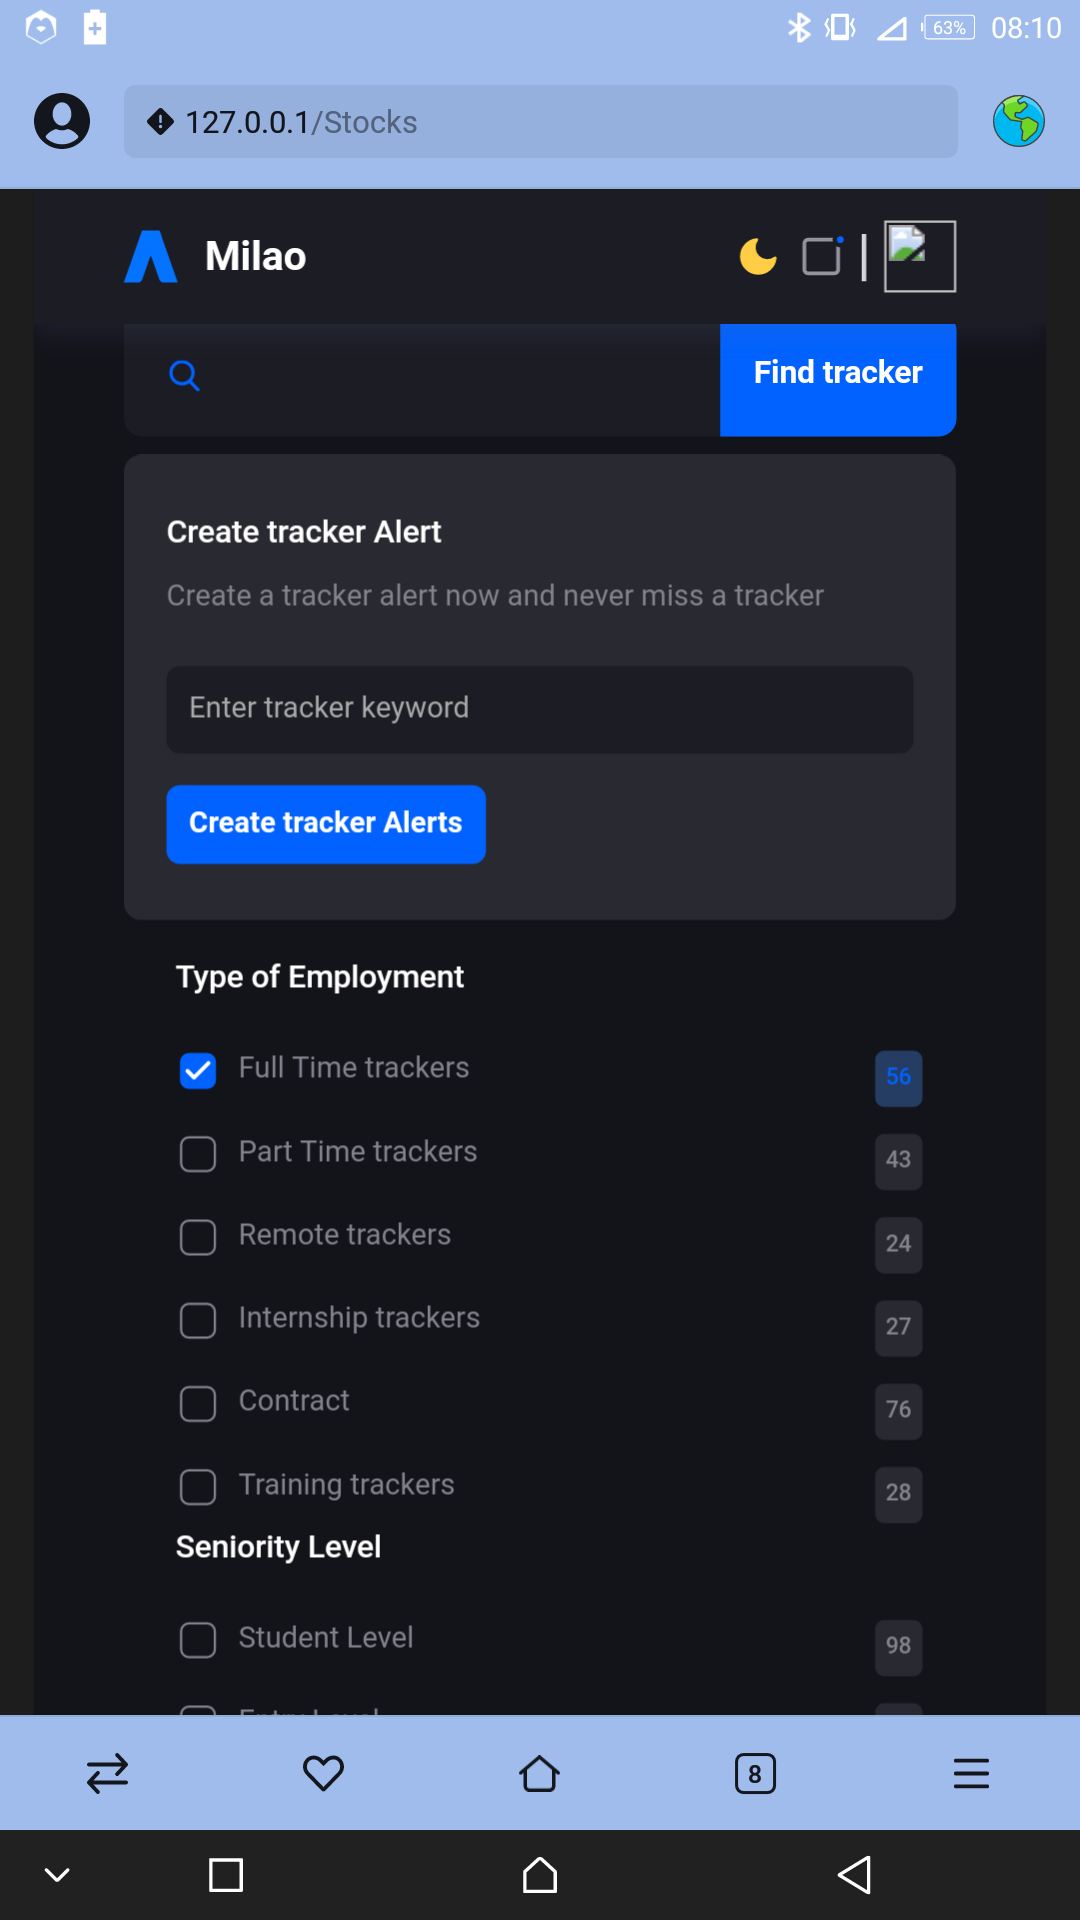 63% 08:10
127.0.0.1/Stocks
Milao
Find tracker
Create tracker Alert
Create a tracker alert now and never miss a tracker
Enter tracker keyword
Create tracker Alerts
Type of Employment
Full Time trackers 56
Part Time trackers 43
Remote trackers 24
Internship trackers 27
Contract 76
Training trackers 28
Seniority Level
Student Level 98
Entry Level
8